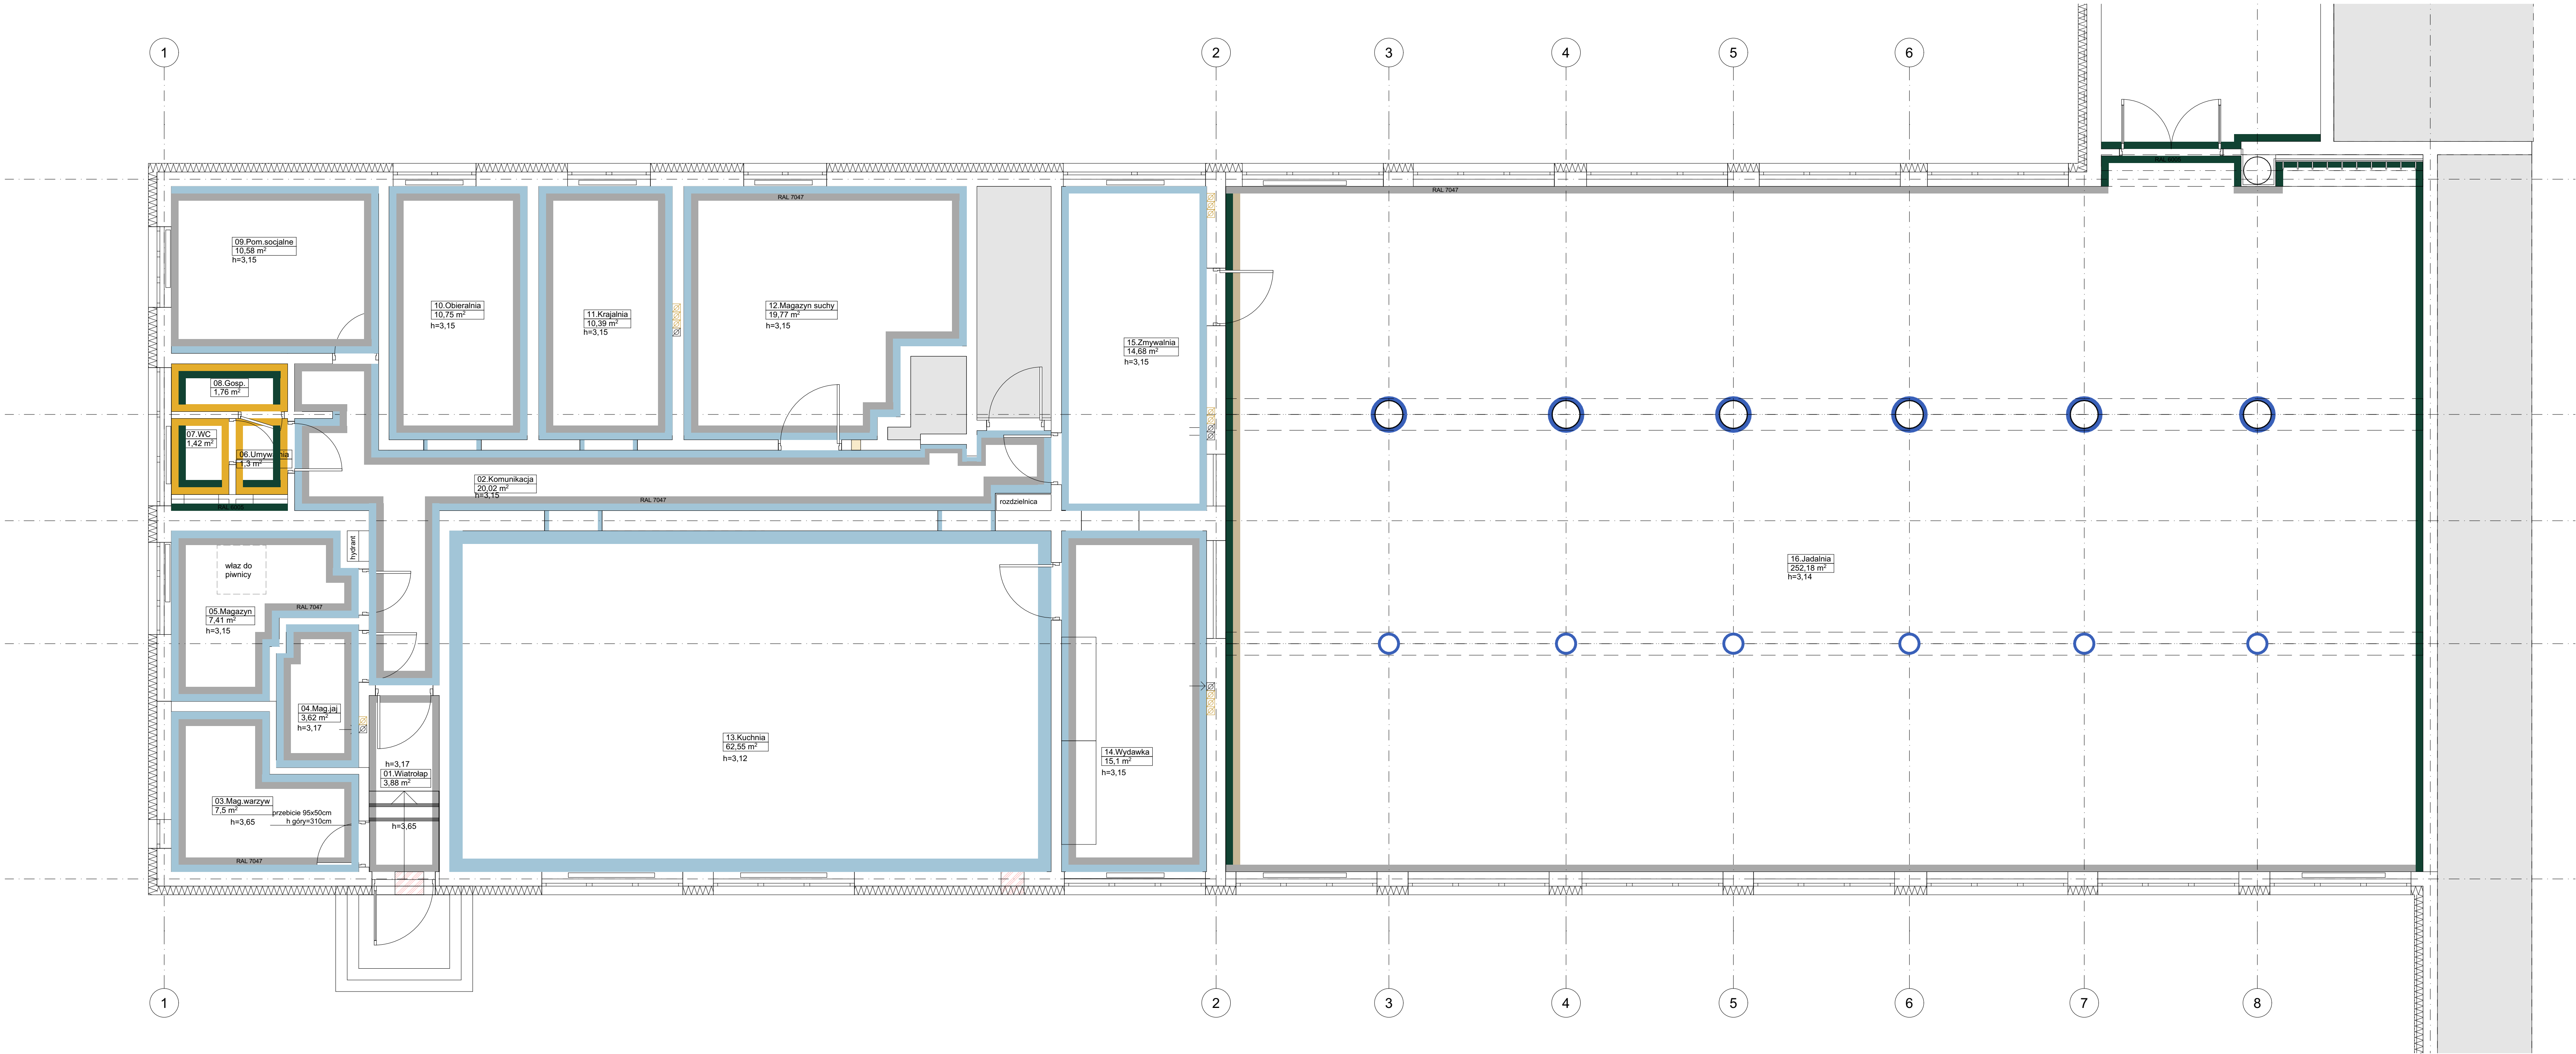 1
2
3
4
5
6
RAL 6005
RAL 7047
RAL 7047
09.Pom.socjalne
10,58 m²
h=3,15
10.Obieralnia
10,75 m²
h=3,15
11.Krajalnia
10,39 m²
h=3,15
12.Magazyn suchy
19,77 m²
h=3,15
15.Zmywalnia
14,68 m²
h=3,15
08.Gosp.
1,76 m²
07.WC
1,42 m²
06.Umywalnia
1,3 m²
02.Komunikacja
20,02 m²
h=3,15
RAL 7047
rozdzielnica
hydrant
właz do
piwnicy
05.Magazyn
7,41 m²
h=3,15
RAL 7047
16.Jadalnia
252,18 m²
h=3,14
04.Mag.jaj
3,62 m²
h=3,17
13.Kuchnia
62,55 m²
h=3,12
14.Wydawka
15,1 m²
h=3,15
h=3,17
01.Wiatrołap
3,88 m²
03.Mag.warzyw
7,5 m²
h=3,65
przebicie 95x50cm
h góry=310cm
h=3,65
RAL 7047
1
2
3
4
5
6
7
8